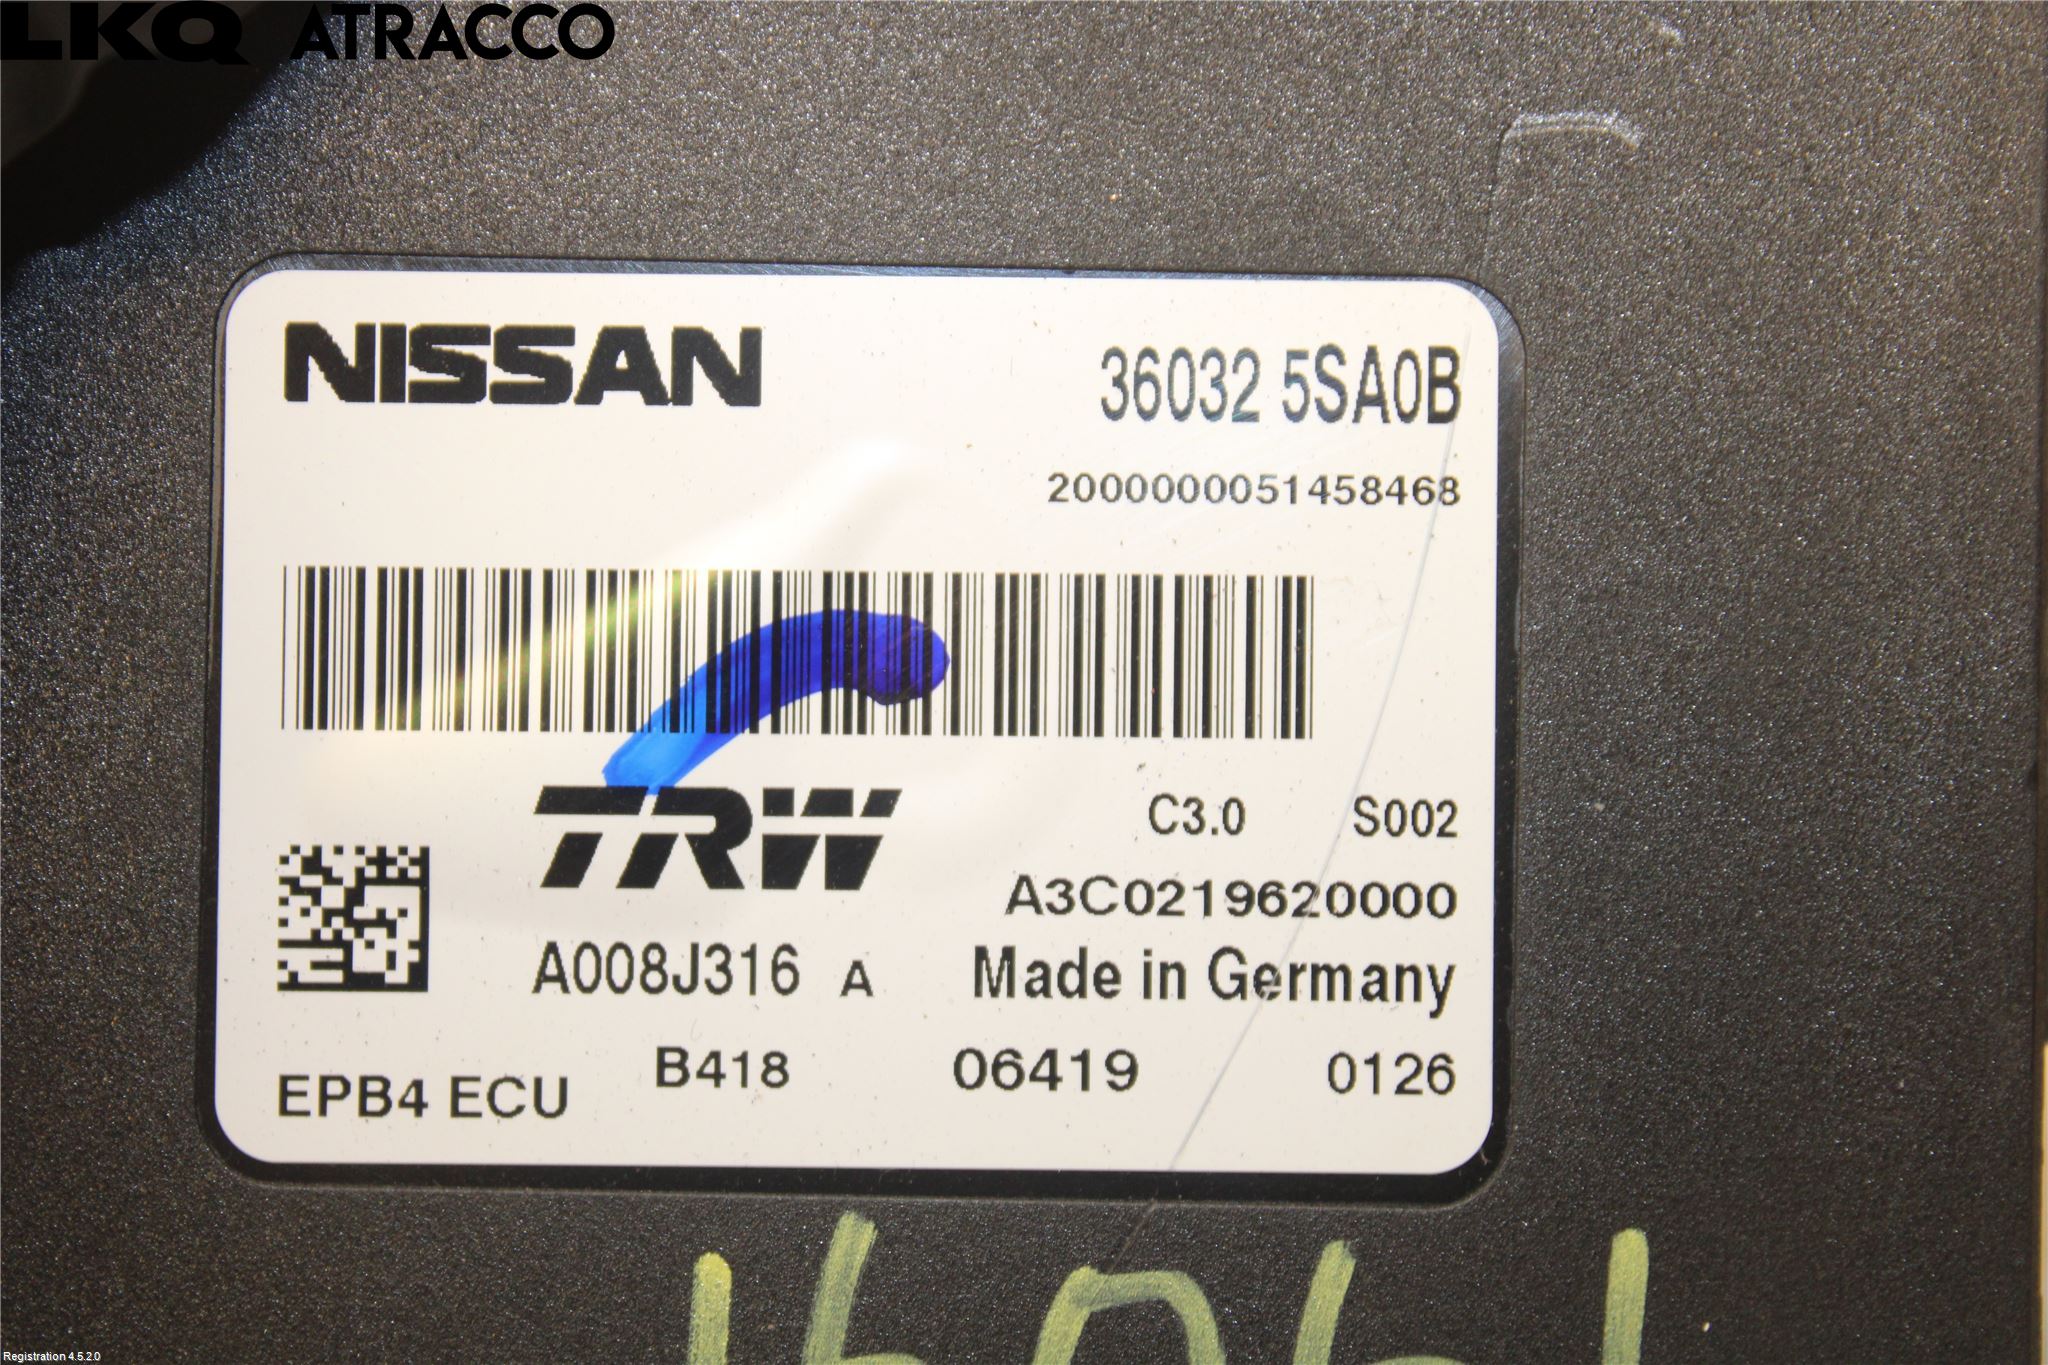 LKQ ATRACCO
NISSAN
36032 5SA0B
2000000051458468
TRW
C3.0 S002
A3C0219620000
A008J316 A
Made in Germany
EPB4 ECU
B418
06419
0126
Registration 4.5.2.0